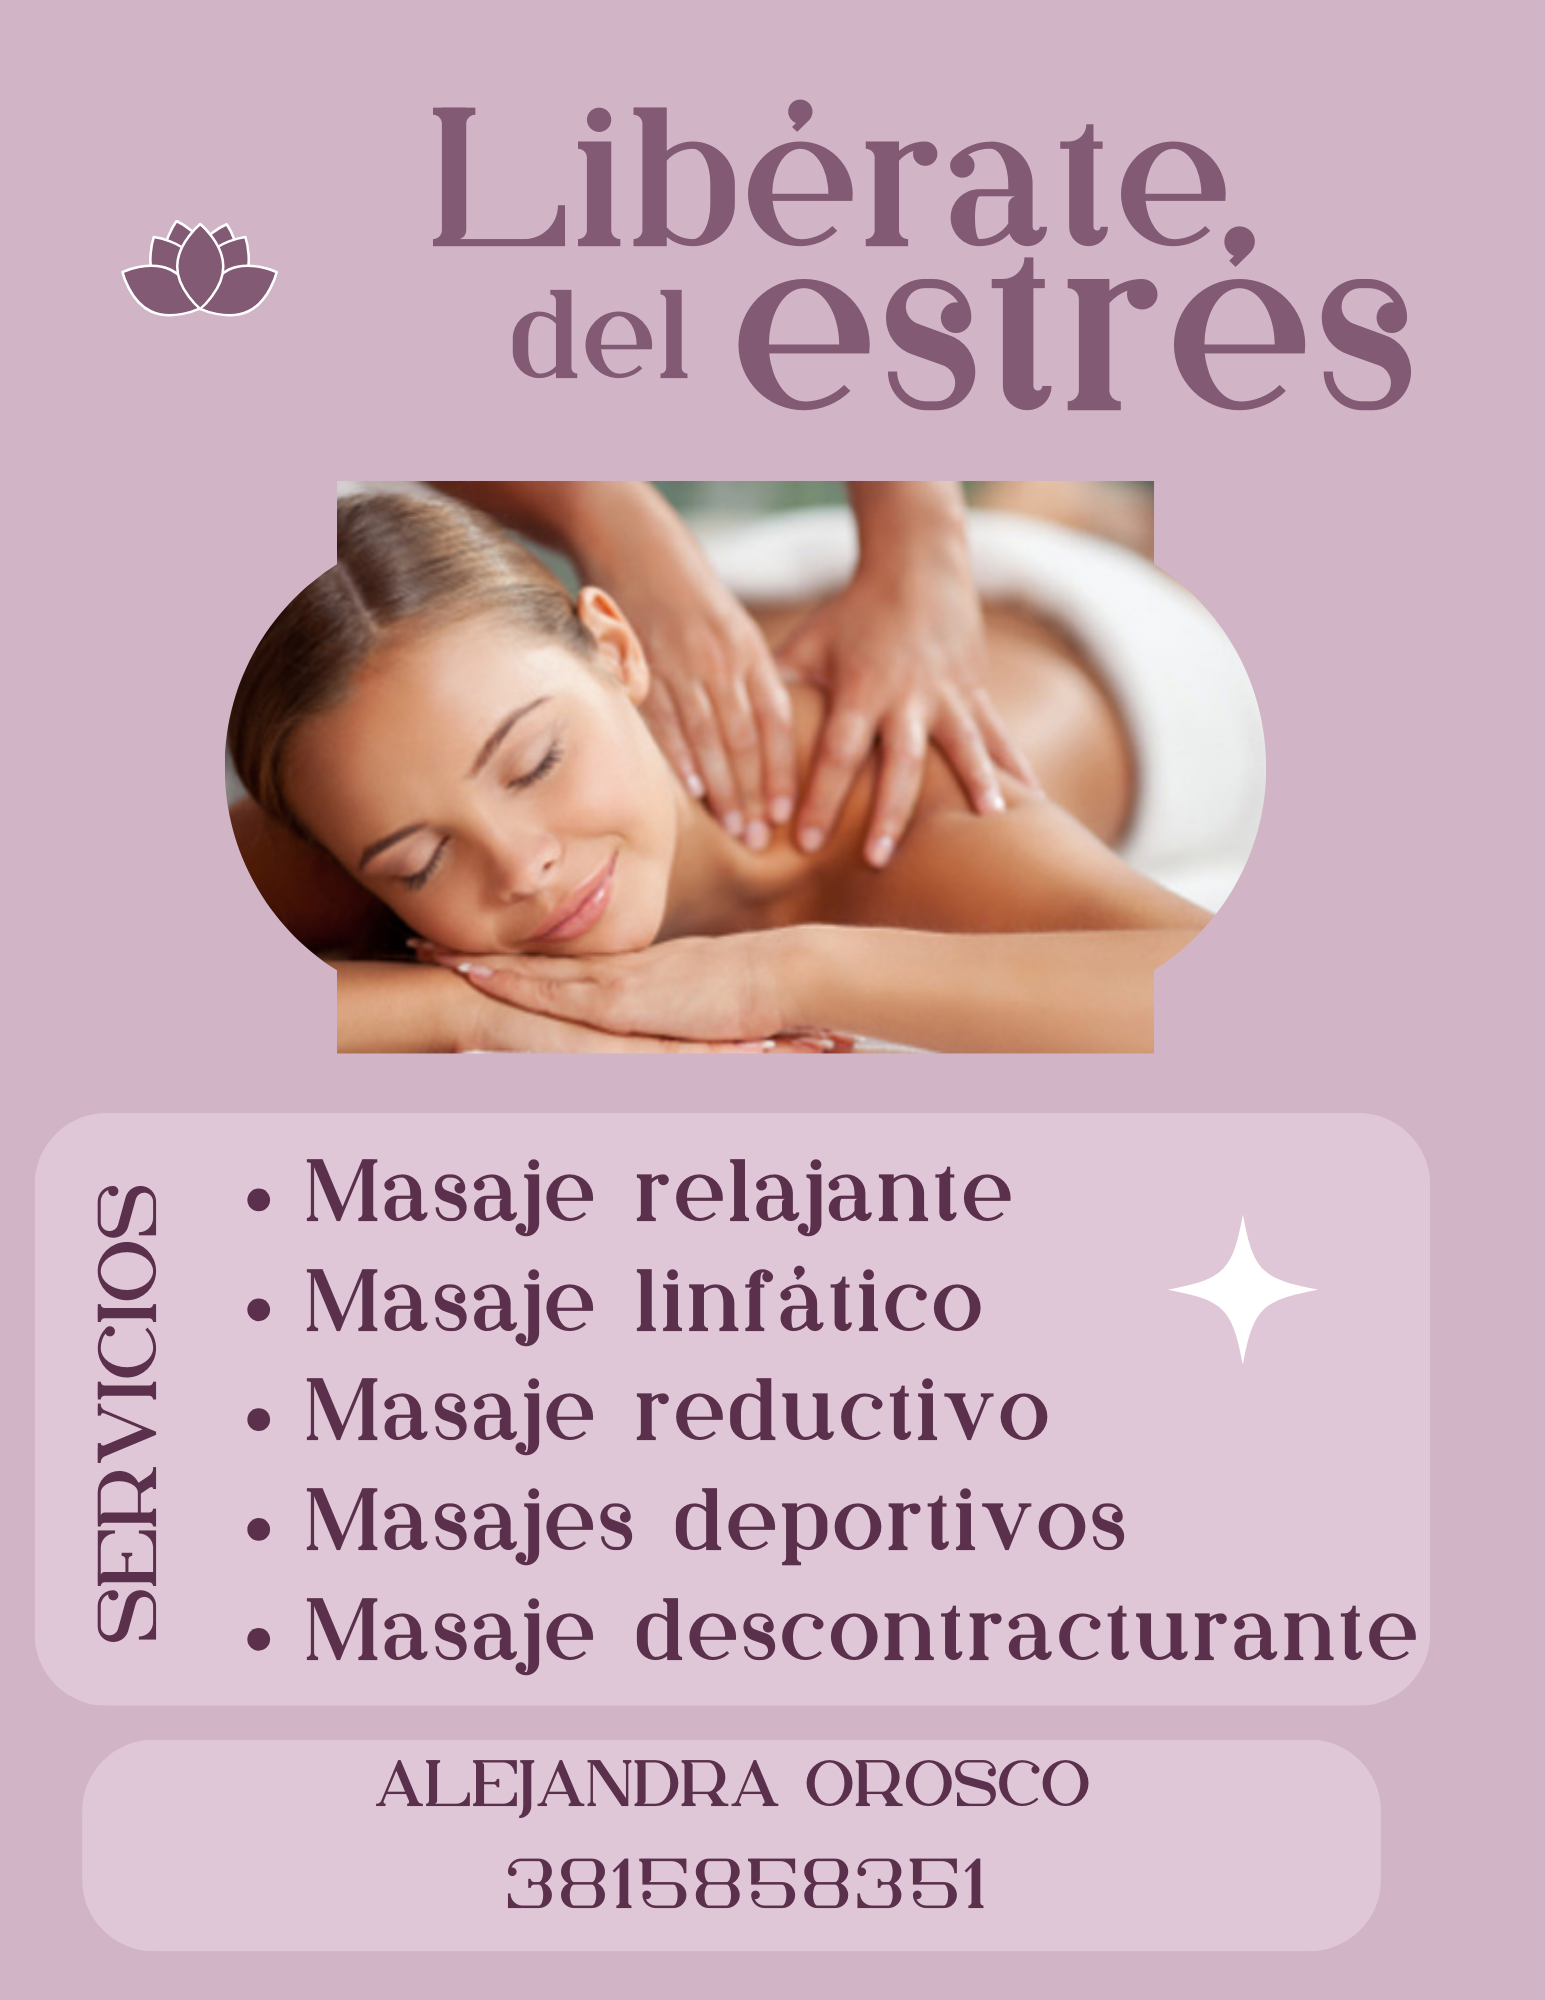 Libérate,
del estrés
SERVICIOS
• Masaje relajante
• Masaje linfático
• Masaje reductivo
• Masajes deportivos
• Masaje descontracturante
ALEJANDRA OROSCO
3815858351